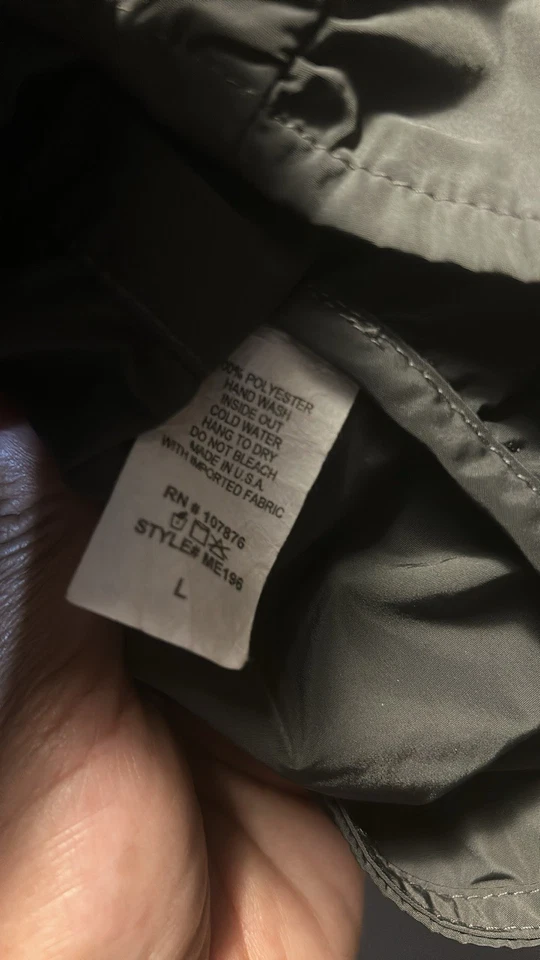 00% POLYESTER
HAND WASH
INSIDE OUT
COLD WATER
HANG TO DRY
DO NOT BLEACH
MADE IN U.S.A.
WITH IMPORTED FABRIC
RN # 107876
STYLE# ME196
L